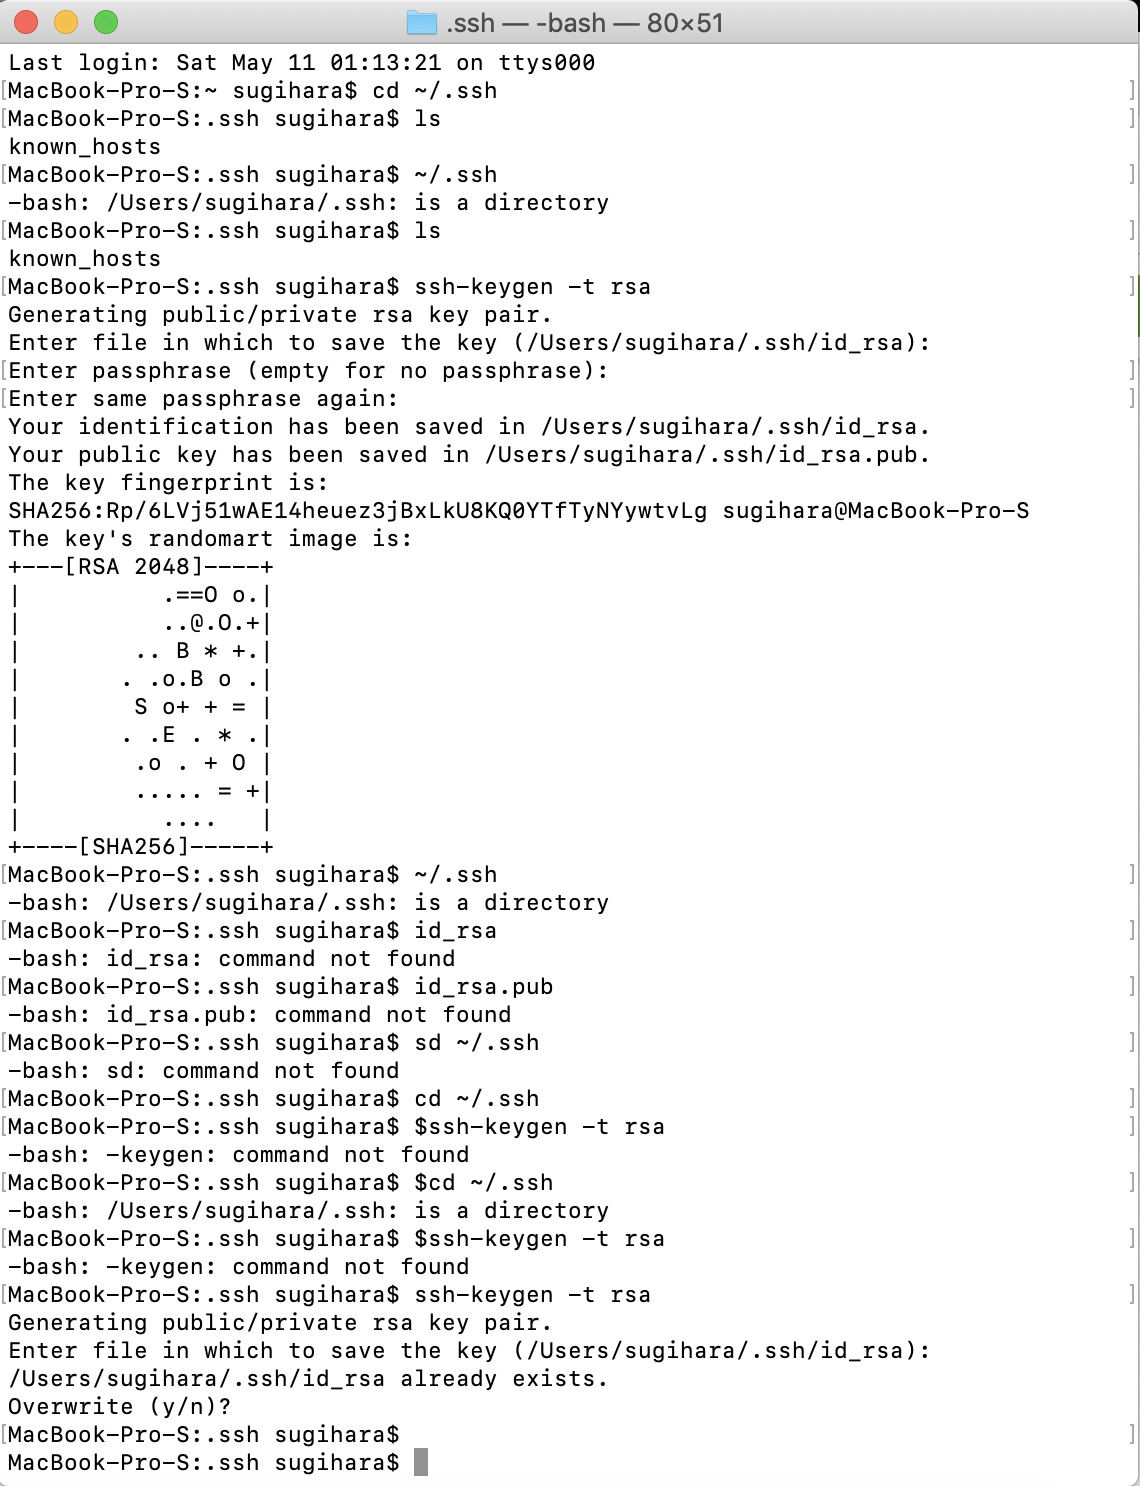 .ssh — -bash — 80×51
Last login: Sat May 11 01:13:21 on ttys000
[MacBook-Pro-S:~ sugihara$ cd ~/.ssh ]
[MacBook-Pro-S:.ssh sugihara$ ls ]
known_hosts
[MacBook-Pro-S:.ssh sugihara$ ~/.ssh ]
-bash: /Users/sugihara/.ssh: is a directory
[MacBook-Pro-S:.ssh sugihara$ ls ]
known_hosts
[MacBook-Pro-S:.ssh sugihara$ ssh-keygen -t rsa ]
Generating public/private rsa key pair.
Enter file in which to save the key (/Users/sugihara/.ssh/id_rsa):
[Enter passphrase (empty for no passphrase): ]
[Enter same passphrase again: ]
Your identification has been saved in /Users/sugihara/.ssh/id_rsa.
Your public key has been saved in /Users/sugihara/.ssh/id_rsa.pub.
The key fingerprint is:
SHA256:Rp/6LVj51wAE14heuez3jBxLkU8KQ0YTfTyNYywtvLg sugihara@MacBook-Pro-S
The key's randomart image is:
+---[RSA 2048]----+
|          .==O o.|
|          ..@.O.+|
|        .. B * +.|
|       . .o.B o .|
|        S o+ + = |
|       . .E . * .|
|        .o . + O |
|        ..... = +|
|          ....   |
+----[SHA256]-----+
[MacBook-Pro-S:.ssh sugihara$ ~/.ssh ]
-bash: /Users/sugihara/.ssh: is a directory
[MacBook-Pro-S:.ssh sugihara$ id_rsa ]
-bash: id_rsa: command not found
[MacBook-Pro-S:.ssh sugihara$ id_rsa.pub ]
-bash: id_rsa.pub: command not found
[MacBook-Pro-S:.ssh sugihara$ sd ~/.ssh ]
-bash: sd: command not found
[MacBook-Pro-S:.ssh sugihara$ cd ~/.ssh ]
[MacBook-Pro-S:.ssh sugihara$ $ssh-keygen -t rsa ]
-bash: -keygen: command not found
[MacBook-Pro-S:.ssh sugihara$ $cd ~/.ssh ]
-bash: /Users/sugihara/.ssh: is a directory
[MacBook-Pro-S:.ssh sugihara$ $ssh-keygen -t rsa ]
-bash: -keygen: command not found
[MacBook-Pro-S:.ssh sugihara$ ssh-keygen -t rsa ]
Generating public/private rsa key pair.
Enter file in which to save the key (/Users/sugihara/.ssh/id_rsa):
/Users/sugihara/.ssh/id_rsa already exists.
Overwrite (y/n)?
[MacBook-Pro-S:.ssh sugihara$ ]
MacBook-Pro-S:.ssh sugihara$